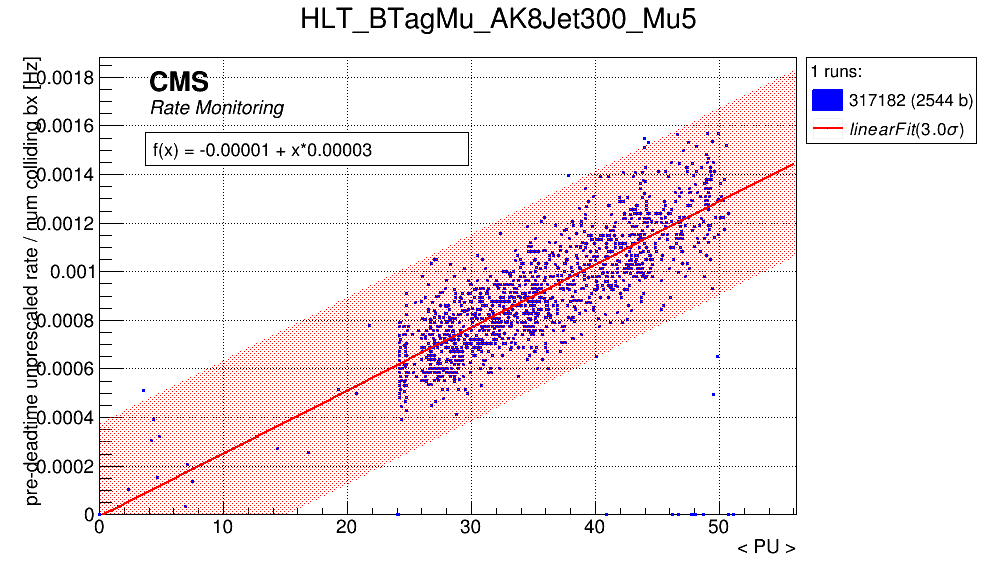 HLT_BTagMu_AK8Jet300_Mu5
pre-deadtime unprescaled rate / num colliding bx [Hz]
CMS
Rate Monitoring
f(x) = -0.00001 + x*0.00003
1 runs:
317182 (2544 b)
linearFit(3.0σ)
0.0018
0.0016
0.0014
0.0012
0.001
0.0008
0.0006
0.0004
0.0002
0
0 10 20 30 40 50
< PU >